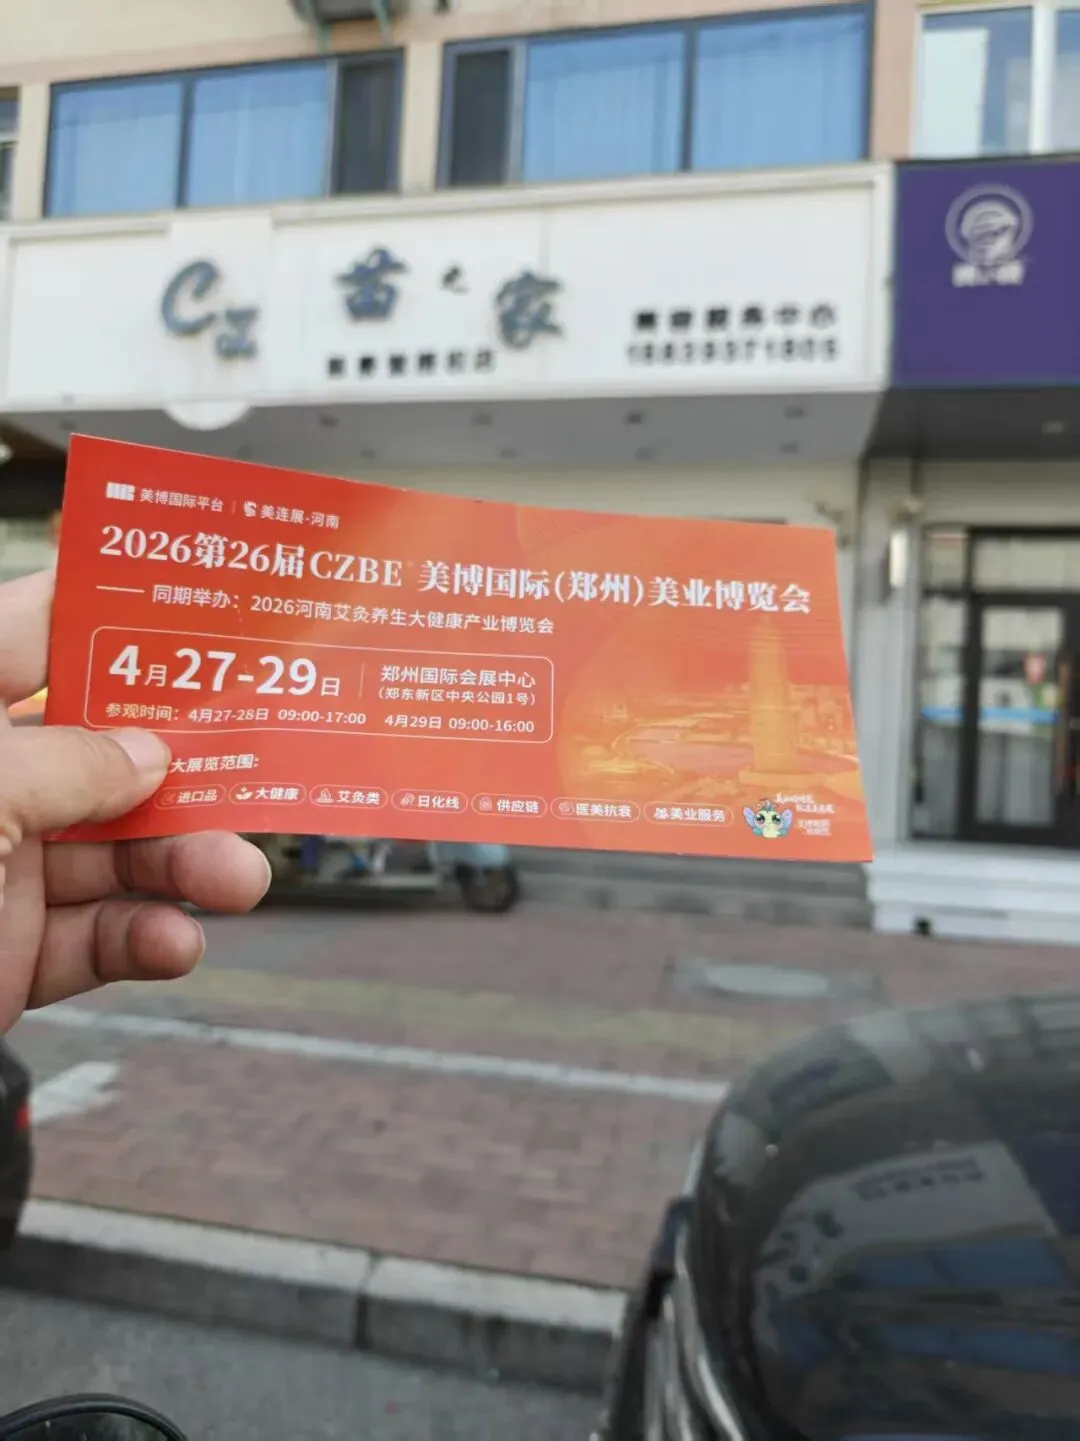 Cz
苗之家
服务中心
美博国际平台 | 美连展·河南
2026第26届CZBE 美博国际(郑州)美业博览会
同期举办：2026河南艾灸养生大健康产业博览会
4月27-29日
郑州国际会展中心
(郑东新区中央公园1号)
参观时间：4月27-28日 09:00-17:00 4月29日 09:00-16:00
大展览范围:
进口品 大健康 艾灸类 日化线 供应链 医美抗衰 美业服务